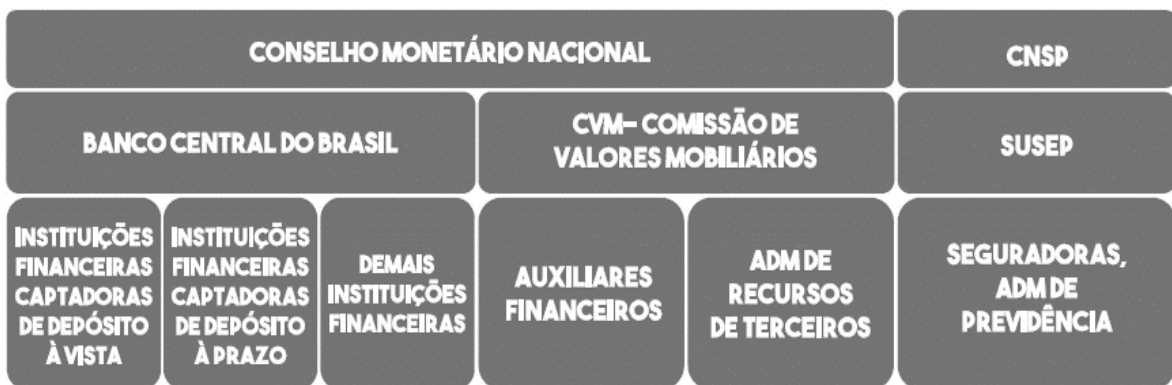 CONSELHO MONETÁRIO NACIONAL
CNSP
BANCO CENTRAL DO BRASIL
CVM- COMISSÃO DE
VALORES MOBILIÁRIOS
SUSEP
INSTITUIÇÕES
FINANCEIRAS
CAPTADORAS
DE DEPÓSITO
À VISTA
INSTITUIÇÕES
FINANCEIRAS
CAPTADORAS
DE DEPÓSITO
À PRAZO
DEMAIS
INSTITUIÇÕES
FINANCEIRAS
AUXILIARES
FINANCEIROS
ADM DE
RECURSOS
DE TERCEIROS
SEGURADORAS,
ADM DE
PREVIDÊNCIA